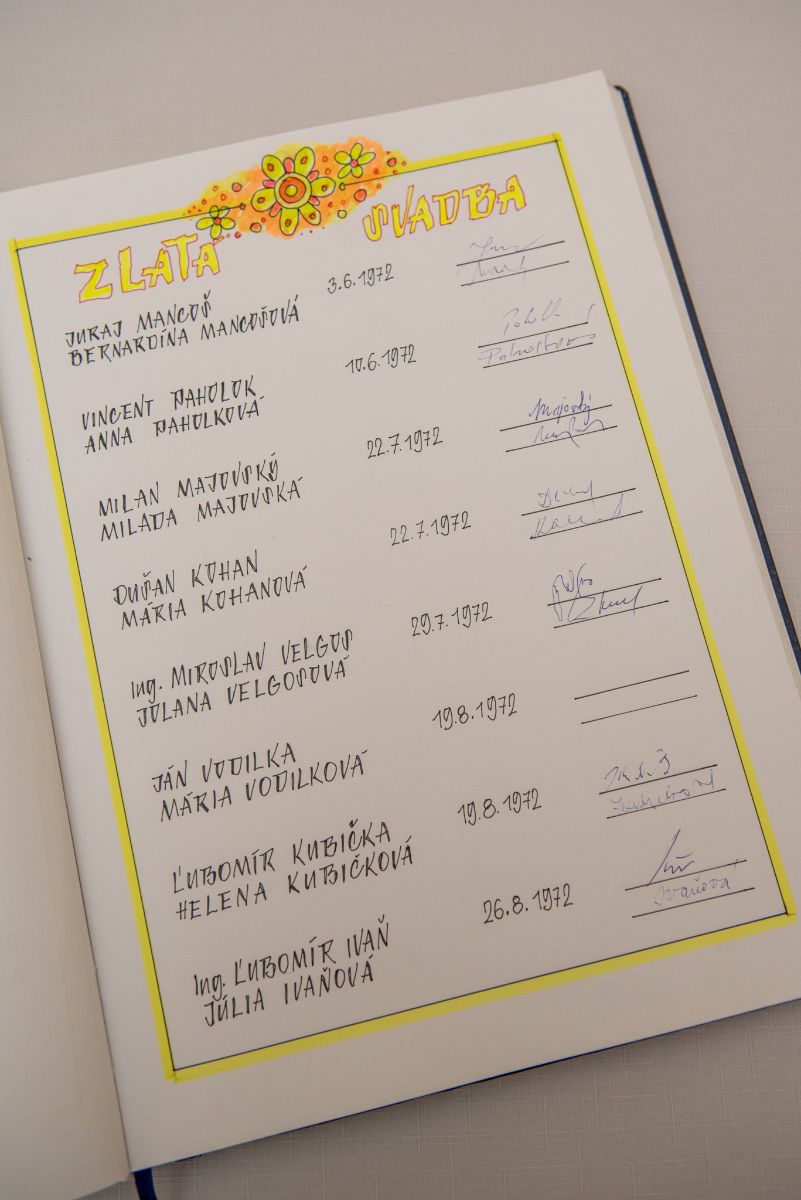 ZLATÁ SVADBA
JURAJ MANCOŠ
BERNARDÍNA MANCOŠOVÁ
3.6.1972
VINCENT PAHOLOK
ANNA PAHOLKOVÁ
10.6.1972
MILAN MAJOVSKÝ
MILADA MAJOVSKÁ
22.7.1972
Majovský
DUŠAN KOHAN
MÁRIA KOHANOVÁ
22.7.1972
Ing. MIROSLAV VELGOS
JOLANA VELGOSOVÁ
29.7.1972
JÁN VODILKA
MÁRIA VODILKOVÁ
19.8.1972
ĽUBOMÍR KUBIČKA
HELENA KUBIČKOVÁ
19.8.1972
Ing. ĽUBOMÍR IVAŇ
JÚLIA IVAŇOVÁ
26.8.1972
Ivaňová